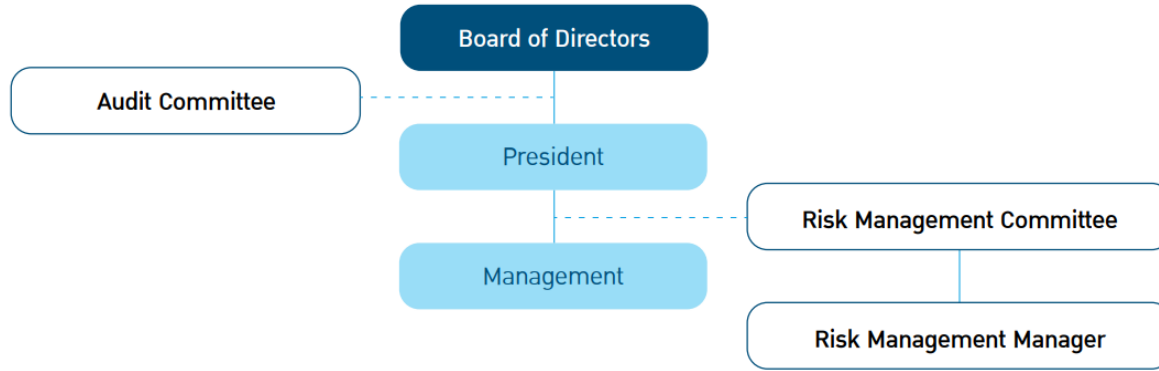 Board of Directors
Audit Committee
President
Risk Management Committee
Management
Risk Management Manager